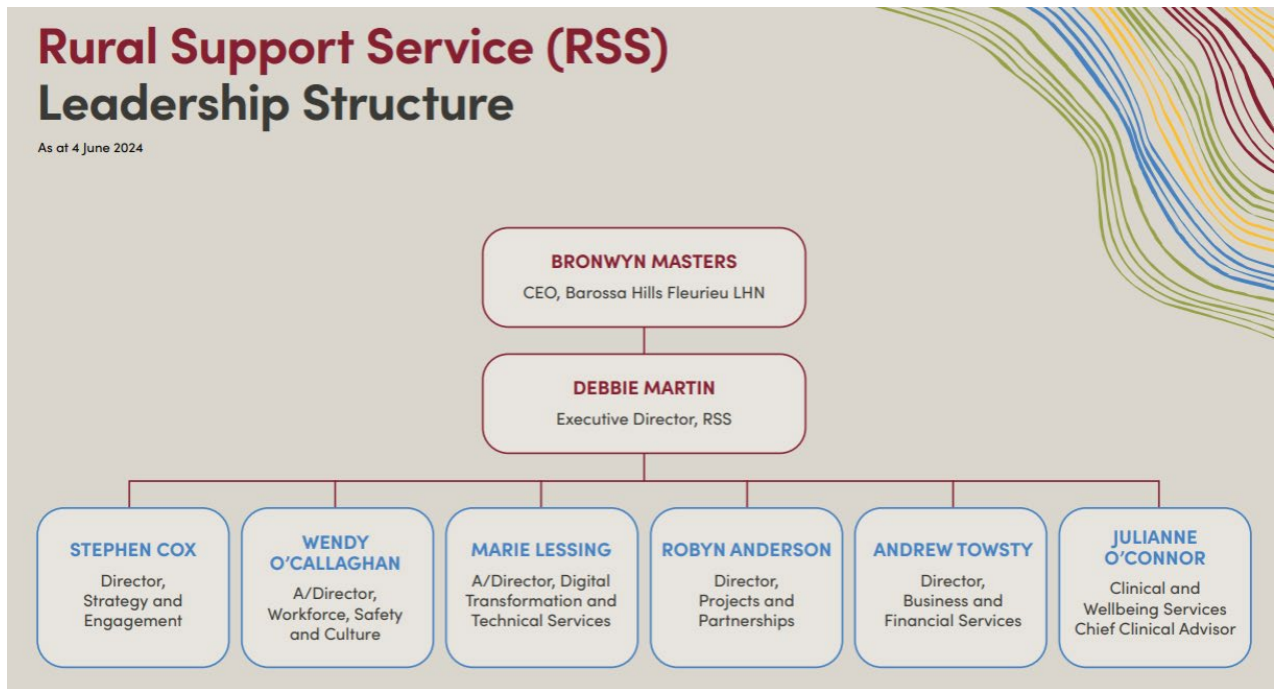 Rural Support Service (RSS)
Leadership Structure
As at 4 June 2024
BRONWYN MASTERS
CEO, Barossa Hills Fleurieu LHN
DEBBIE MARTIN
Executive Director, RSS
STEPHEN COX
Director,
Strategy and
Engagement
WENDY
O’CALLAGHAN
A/Director,
Workforce, Safety
and Culture
MARIE LESSING
A/Director, Digital
Transformation and
Technical Services
ROBYN ANDERSON
Director,
Projects and
Partnerships
ANDREW TOWSTY
Director,
Business and
Financial Services
JULIANNE
O’CONNOR
Clinical and
Wellbeing Services
Chief Clinical Advisor